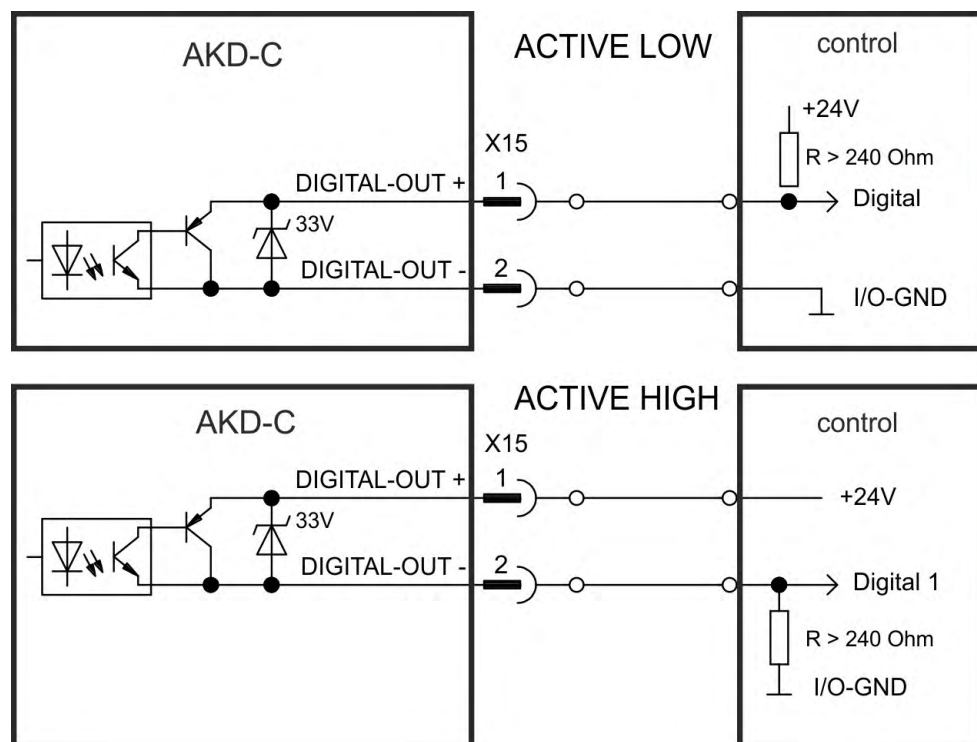 AKD-C
ACTIVE LOW
control
+24V
X15
R > 240 Ohm
DIGITAL-OUT +
1
Digital
33V
DIGITAL-OUT -
2
I/O-GND
ACTIVE HIGH
AKD-C
control
X15
DIGITAL-OUT +
1
+24V
33V
DIGITAL-OUT -
2
Digital 1
R > 240 Ohm
I/O-GND